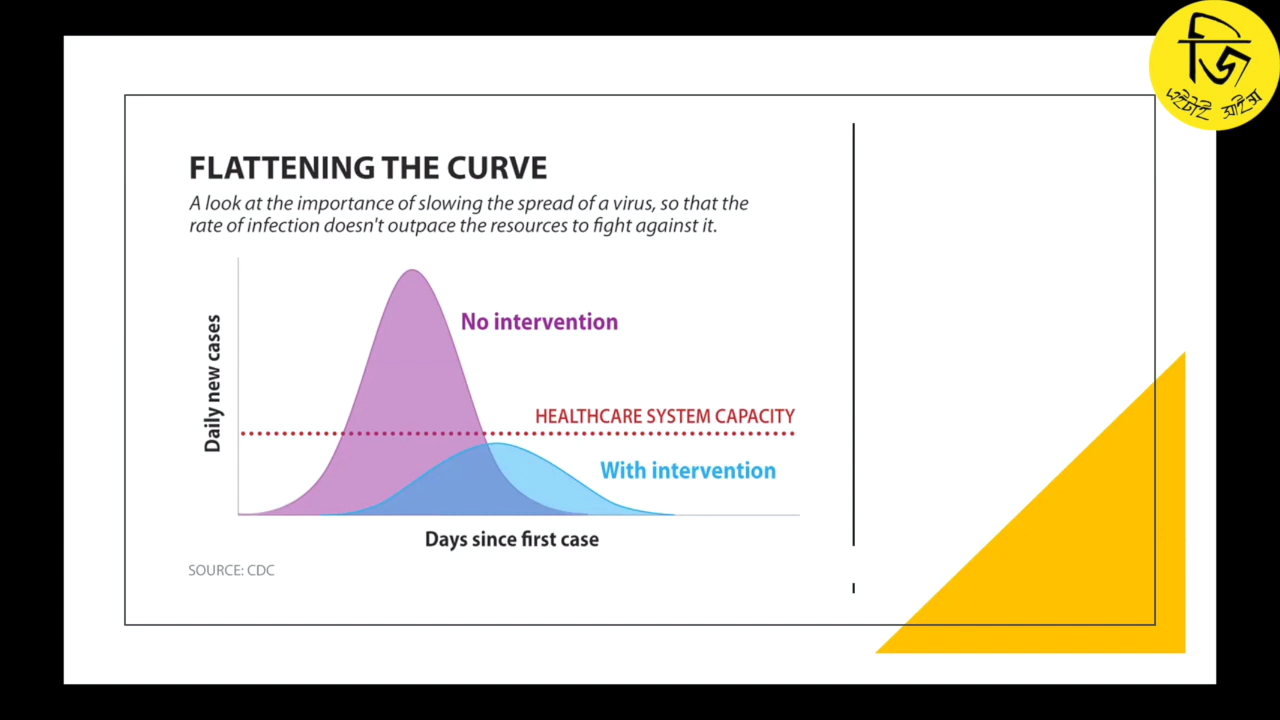 FLATTENING THE CURVE
A look at the importance of slowing the spread of a virus, so that the
rate of infection doesn't outpace the resources to fight against it.
No intervention
Daily new cases
HEALTHCARE SYSTEM CAPACITY
With intervention
Days since first case
SOURCE: CDC
জি